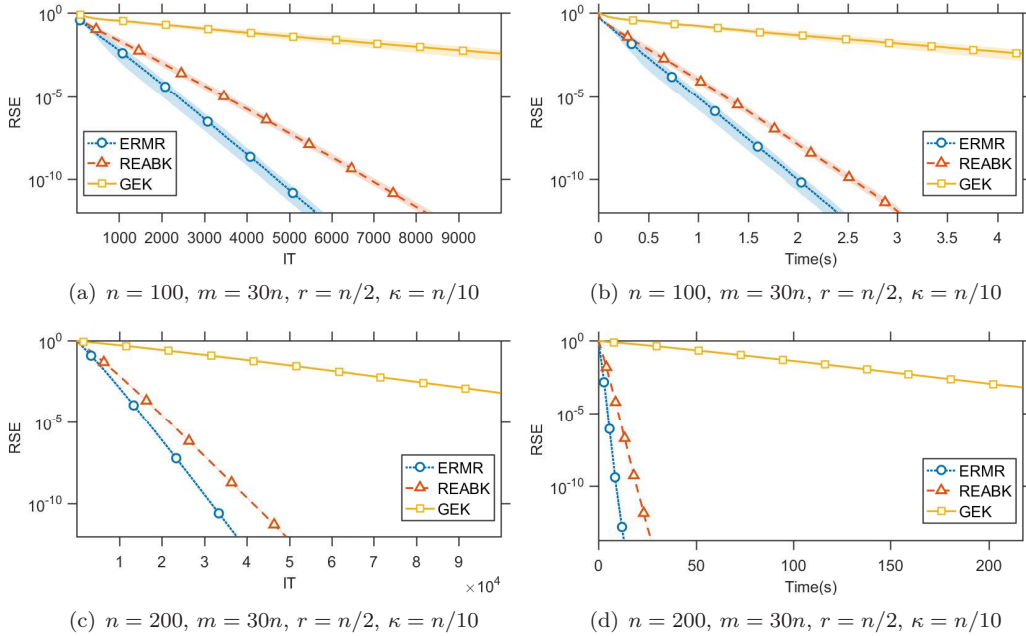 10^0
10^-5
10^-10
RSE
ERMR
REABK
GEK
1000 2000 3000 4000 5000 6000 7000 8000 9000
IT
(a) n = 100, m = 30n, r = n/2, κ = n/10
10^0
10^-5
10^-10
RSE
ERMR
REABK
GEK
0 0.5 1 1.5 2 2.5 3 3.5 4
Time(s)
(b) n = 100, m = 30n, r = n/2, κ = n/10
10^0
10^-5
10^-10
RSE
ERMR
REABK
GEK
1 2 3 4 5 6 7 8 9
IT
×10^4
(c) n = 200, m = 30n, r = n/2, κ = n/10
10^0
10^-5
10^-10
RSE
ERMR
REABK
GEK
0 50 100 150 200
Time(s)
(d) n = 200, m = 30n, r = n/2, κ = n/10